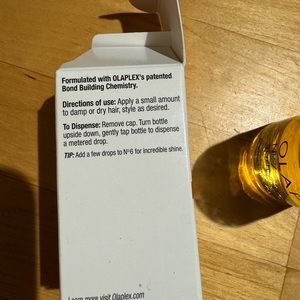 Formulated with OLAPLEX's patented
Bond Building Chemistry.
Directions of use: Apply a small amount
to damp or dry hair, style as desired.
To Dispense: Remove cap. Turn bottle
upside down, gently tap bottle to dispense
a metered drop.
TIP: Add a few drops to Nº6 for incredible shine.
Learn more visit Olaplex.com
OLAP